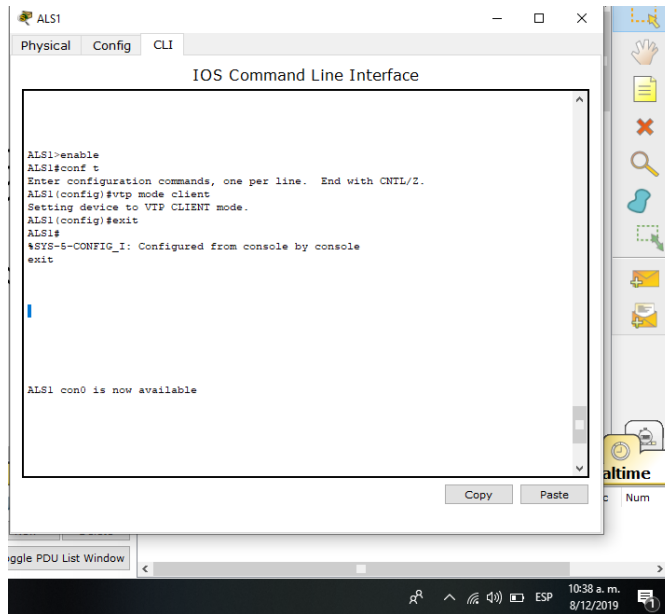 ALS1
Physical Config CLI
IOS Command Line Interface
ALS1>enable
ALS1#conf t
Enter configuration commands, one per line.  End with CNTL/Z.
ALS1(config)#vtp mode client
Setting device to VTP CLIENT mode.
ALS1(config)#exit
ALS1#
%SYS-5-CONFIG_I: Configured from console by console
exit
ALS1 con0 is now available
Copy Paste
altime
c Num
ggle PDU List Window
ESP
10:38 a. m.
8/12/2019
1